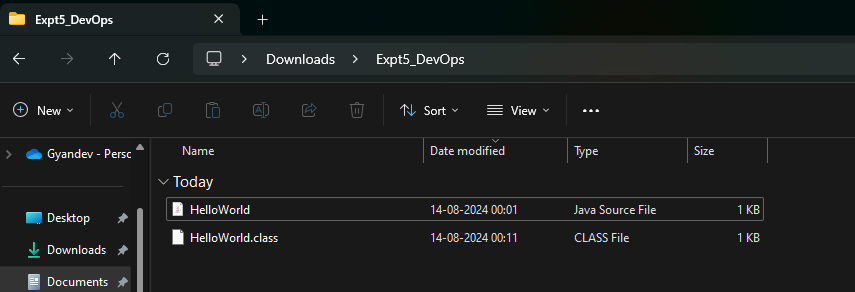 Expt5_DevOps
Downloads Expt5_DevOps
New Sort View
Gyandev - Perso
Name Date modified Type Size
Today
Desktop
HelloWorld 14-08-2024 00:01 Java Source File 1 KB
Downloads
HelloWorld.class 14-08-2024 00:11 CLASS File 1 KB
Documents